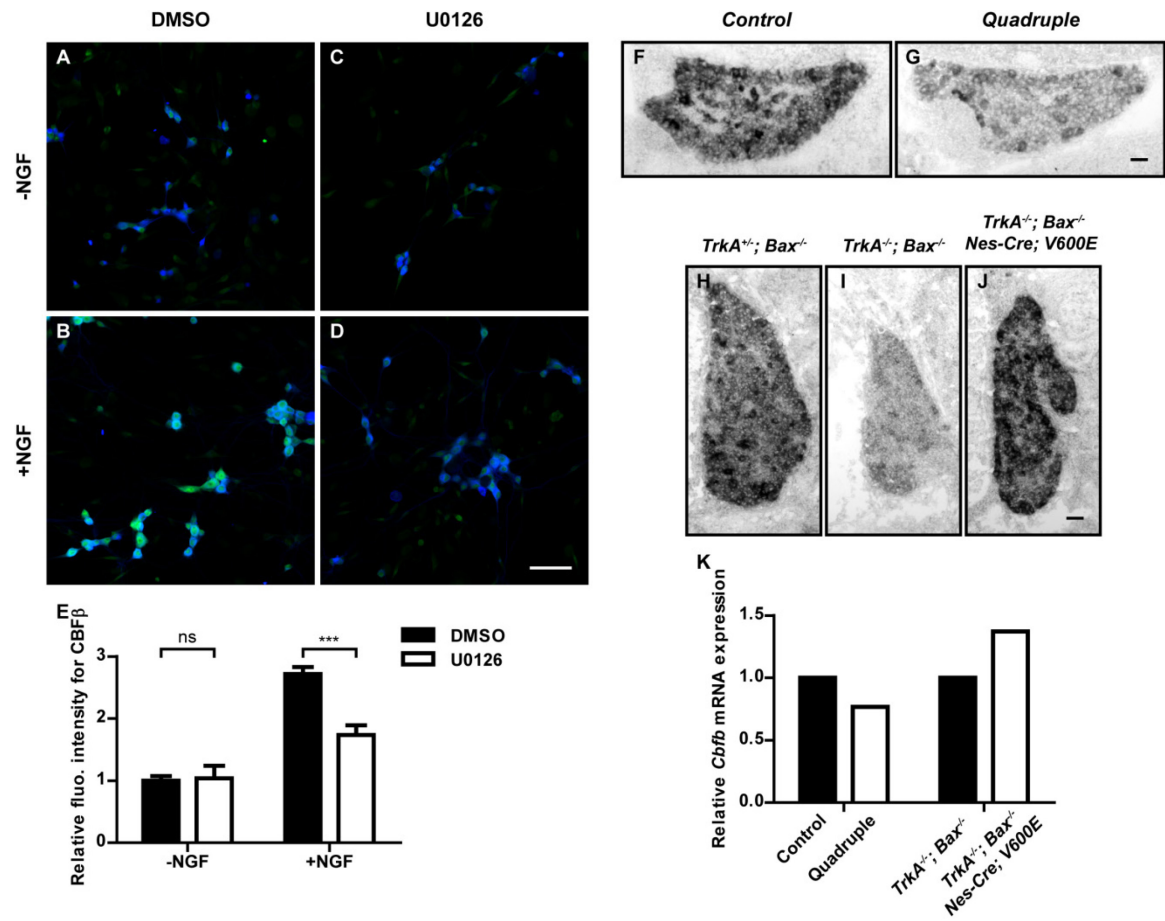 DMSO
U0126
-NGF
+NGF
A
C
B
D
E
Relative fluo. intensity for CBFβ
3
2
1
0
ns
***
DMSO
U0126
-NGF
+NGF
Control
Quadruple
F
G
TrkA+/-; Bax-/-
TrkA-/-; Bax-/-
TrkA-/-; Bax-/-
Nes-Cre; V600E
H
I
J
K
Relative Cbfb mRNA expression
1.5
1.0
0.5
0.0
Control
Quadruple
TrkA-/-; Bax-/-
TrkA-/-; Bax-/-
Nes-Cre; V600E